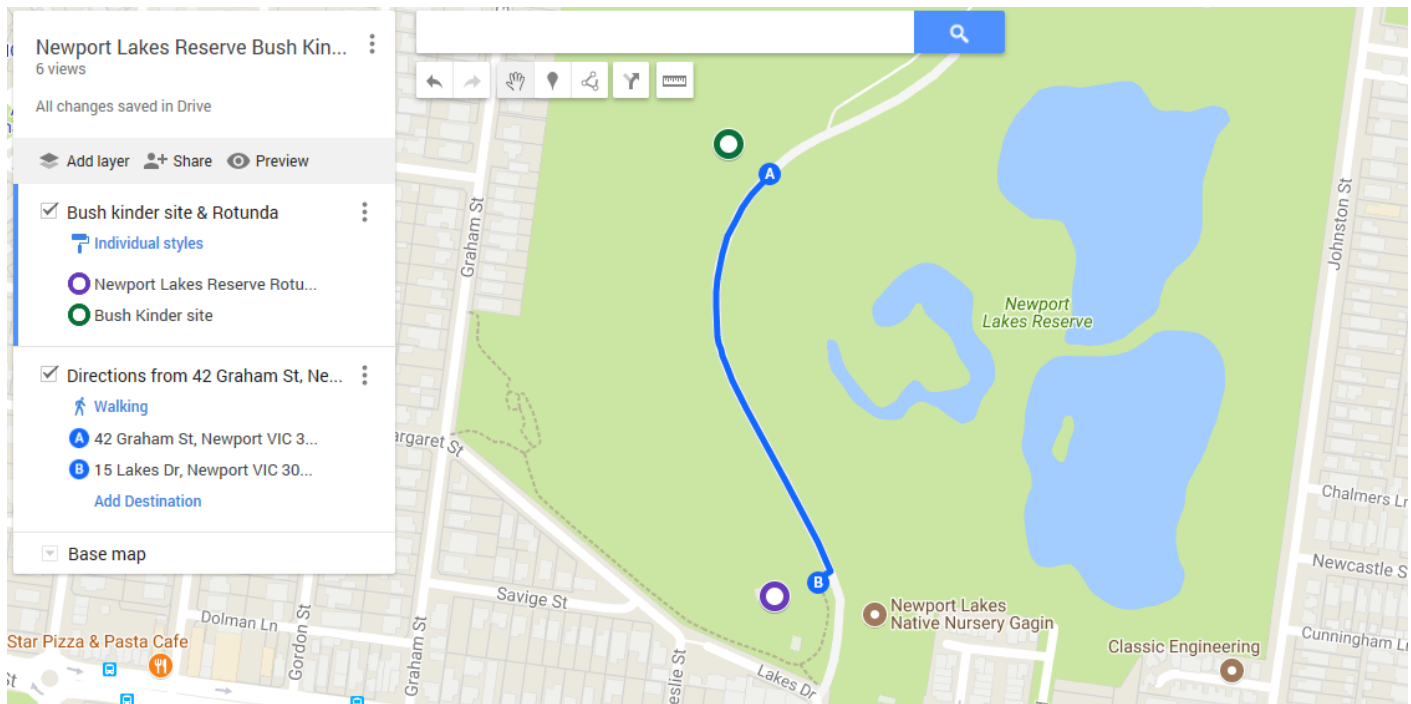 Newport Lakes Reserve Bush Kin...
6 views
All changes saved in Drive
Add layer
Share
Preview
Bush kinder site & Rotunda
Individual styles
Newport Lakes Reserve Rotu...
Bush Kinder site
Directions from 42 Graham St, Ne...
Walking
A 42 Graham St, Newport VIC 3...
B 15 Lakes Dr, Newport VIC 30...
Add Destination
Base map
A
B
Graham St
Johnston St
Newport
Lakes Reserve
argaret St
Chalmers Ln
Newcastle S
Savige St
Newport Lakes
Native Nursery Gagin
Dolman Ln
Gordon St
Graham St
Star Pizza & Pasta Cafe
eslie St
Lakes Dr
Classic Engineering
Cunningham Ln
St